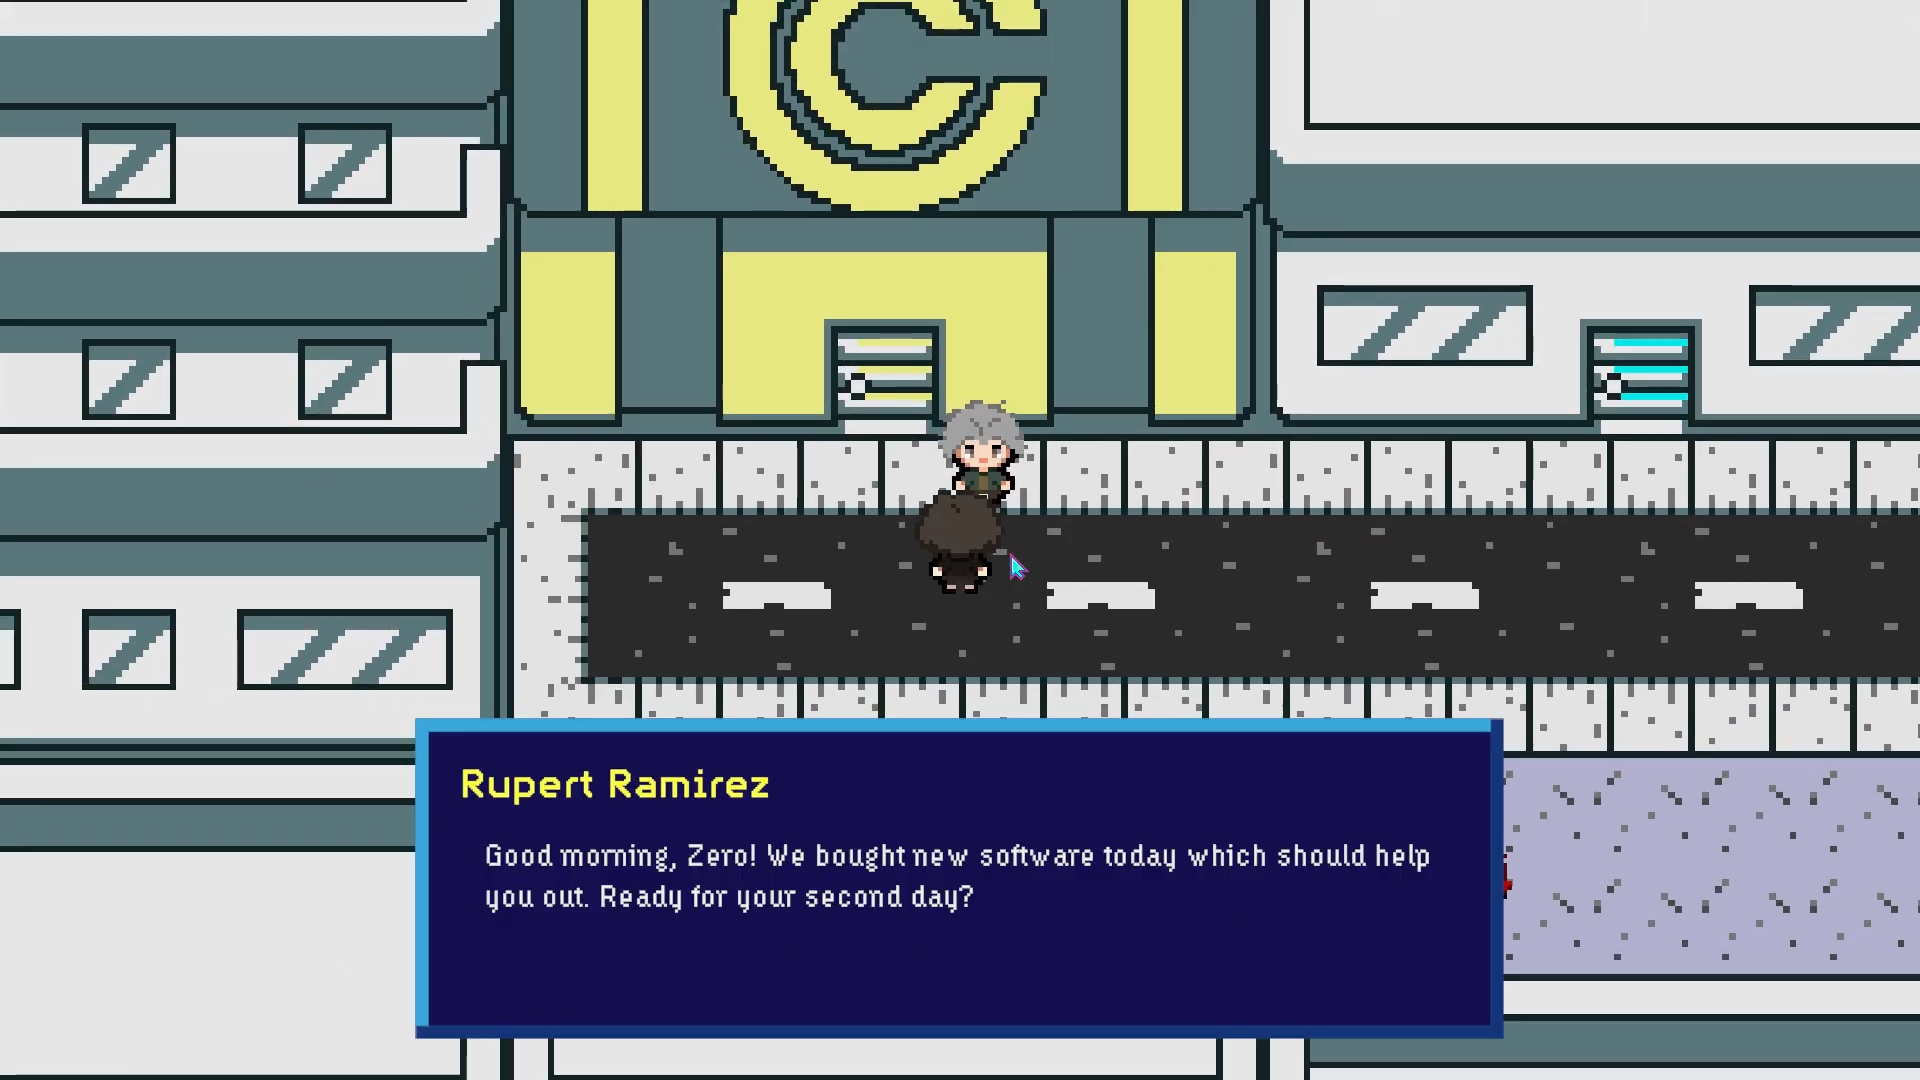 C
Rupert Ramirez
Good morning, Zero! We bought new software today which should help
you out. Ready for your second day?